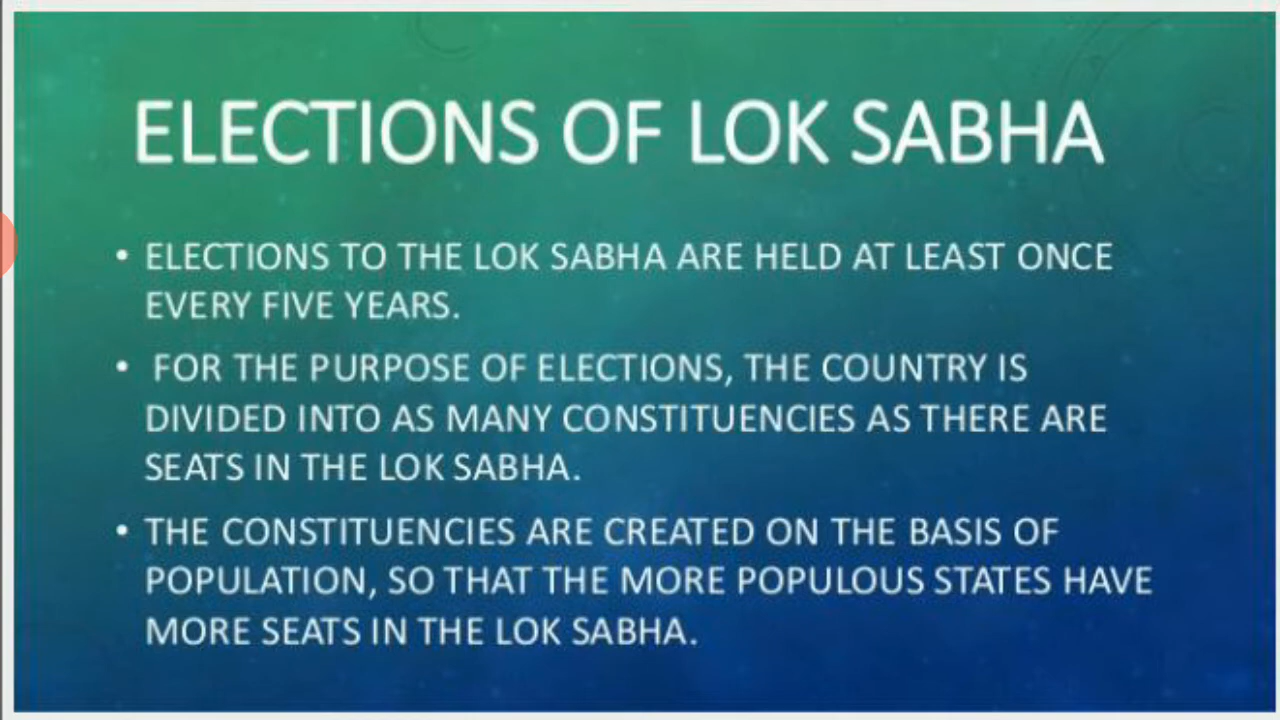 ELECTIONS OF LOK SABHA
• ELECTIONS TO THE LOK SABHA ARE HELD AT LEAST ONCE
EVERY FIVE YEARS.
• FOR THE PURPOSE OF ELECTIONS, THE COUNTRY IS
DIVIDED INTO AS MANY CONSTITUENCIES AS THERE ARE
SEATS IN THE LOK SABHA.
• THE CONSTITUENCIES ARE CREATED ON THE BASIS OF
POPULATION, SO THAT THE MORE POPULOUS STATES HAVE
MORE SEATS IN THE LOK SABHA.